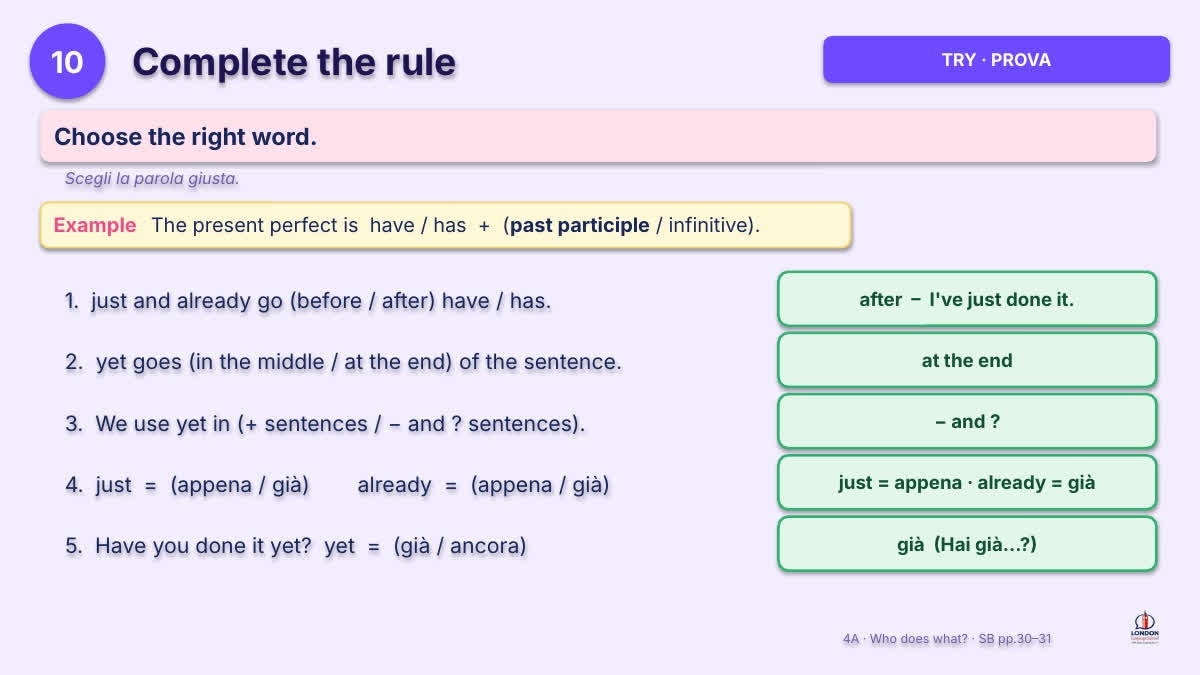 10
Complete the rule
TRY · PROVA
Choose the right word.
Scegli la parola giusta.
Example The present perfect is have / has + (past participle / infinitive).
1. just and already go (before / after) have / has.
after – I've just done it.
2. yet goes (in the middle / at the end) of the sentence.
at the end
3. We use yet in (+ sentences / – and ? sentences).
– and ?
4. just = (appena / già) already = (appena / già)
just = appena · already = già
5. Have you done it yet? yet = (già / ancora)
già (Hai già...?)
4A · Who does what? · SB pp.30–31
LONDON